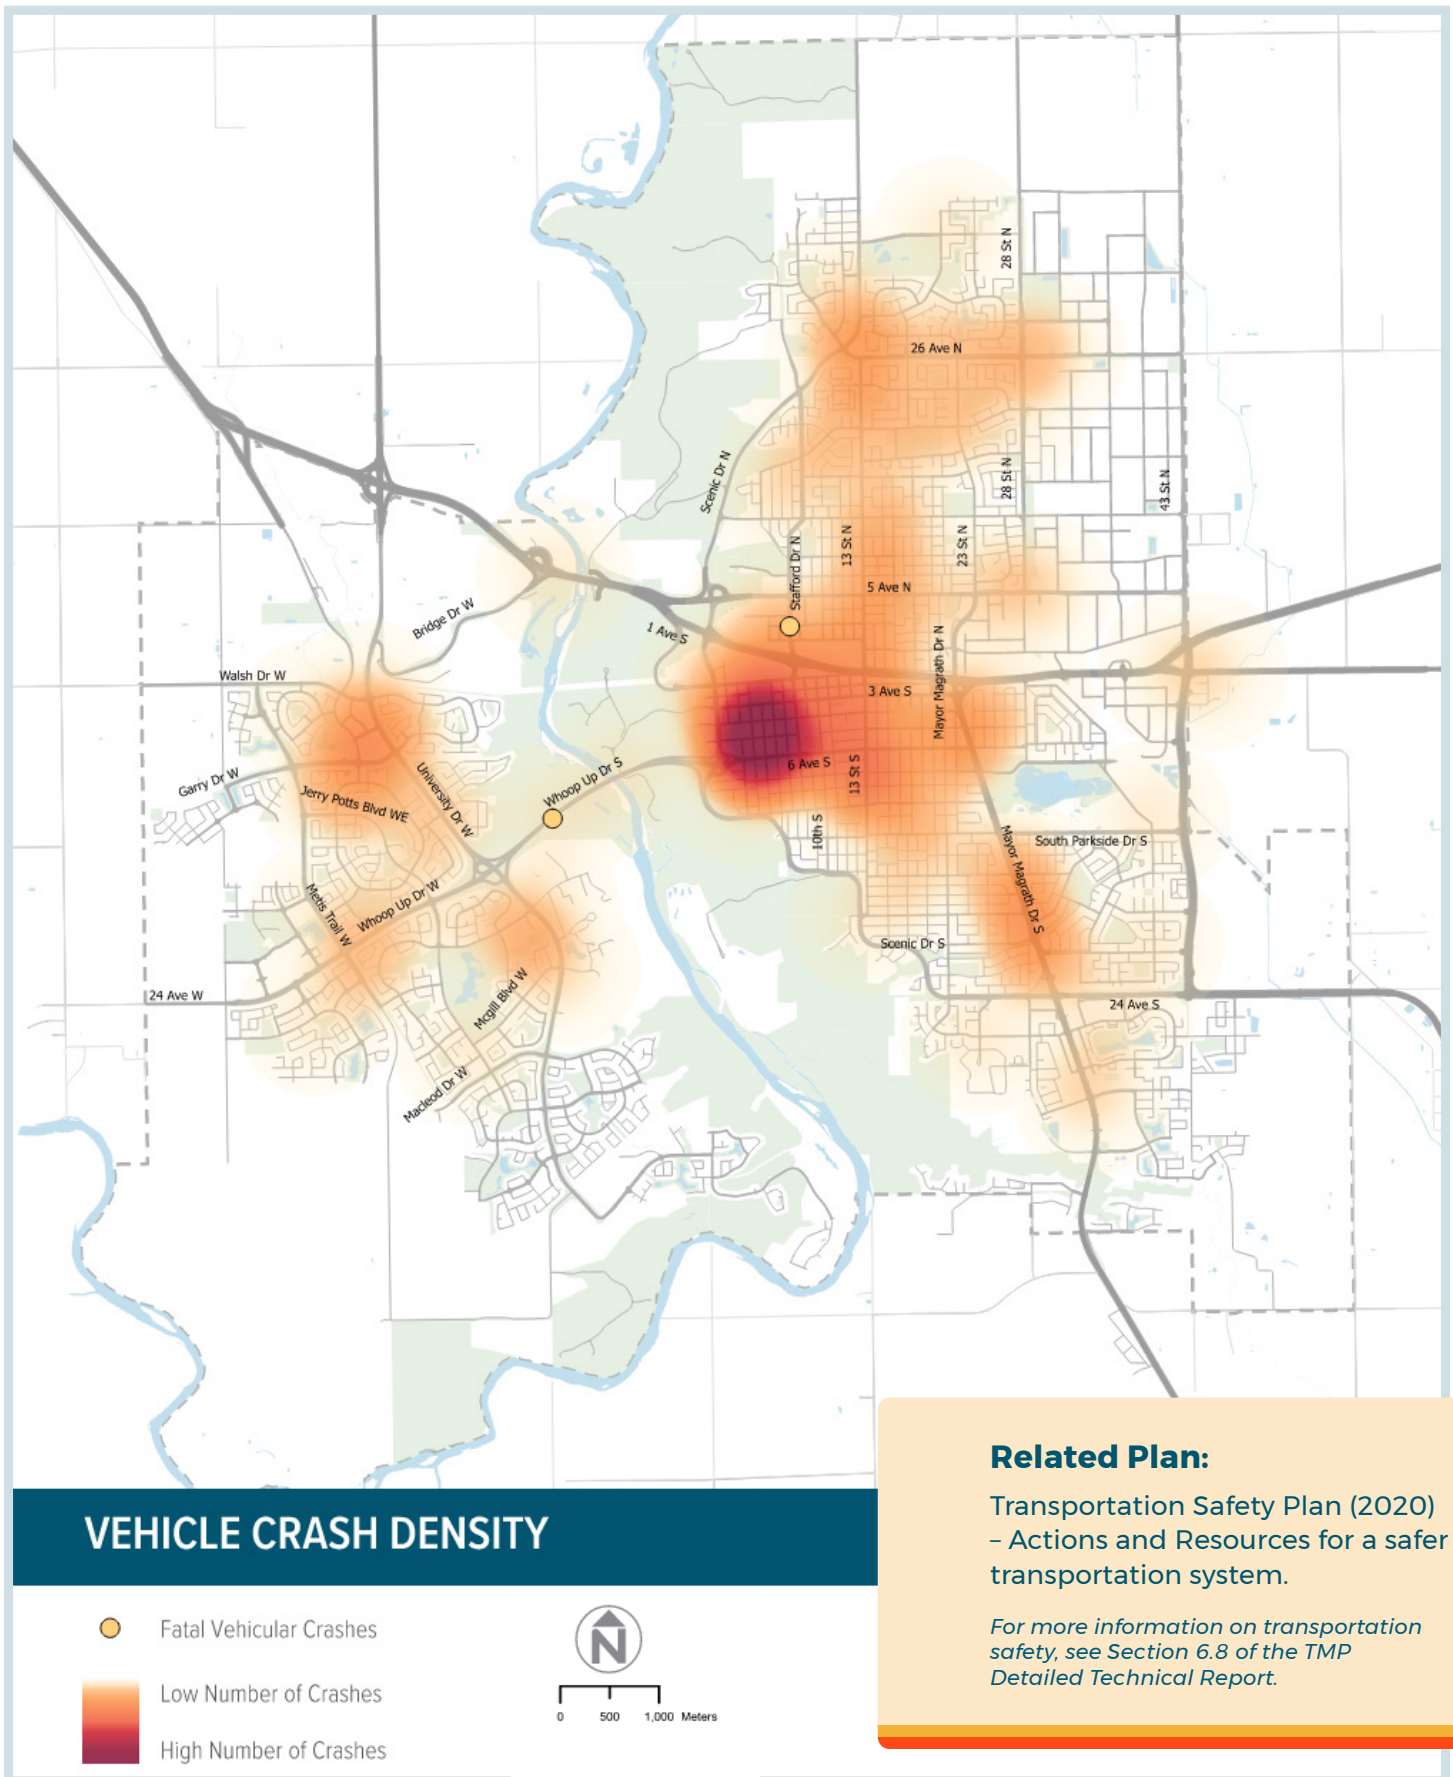 28 St N
26 Ave N
Scenic Dr N
28 St N
43 St N
13 St N
23 St N
Stafford Dr N
5 Ave N
Bridge Dr W
1 Ave S
Mayor Magrath Dr N
Walsh Dr W
3 Ave S
6 Ave S
13 St S
Whoop Up Dr S
Garry Dr W
University Dr W
Jerry Potts Blvd WE
10th S
South Parkside Dr S
Mayor Magrath Dr S
Metis Trail W
Whoop Up Dr W
Scenic Dr S
24 Ave W
Mcgill Blvd W
24 Ave S
Macleod Dr W
VEHICLE CRASH DENSITY
Fatal Vehicular Crashes
Low Number of Crashes
High Number of Crashes
N
0 500 1,000 Meters
Related Plan:
Transportation Safety Plan (2020)
– Actions and Resources for a safer
transportation system.
For more information on transportation
safety, see Section 6.8 of the TMP
Detailed Technical Report.